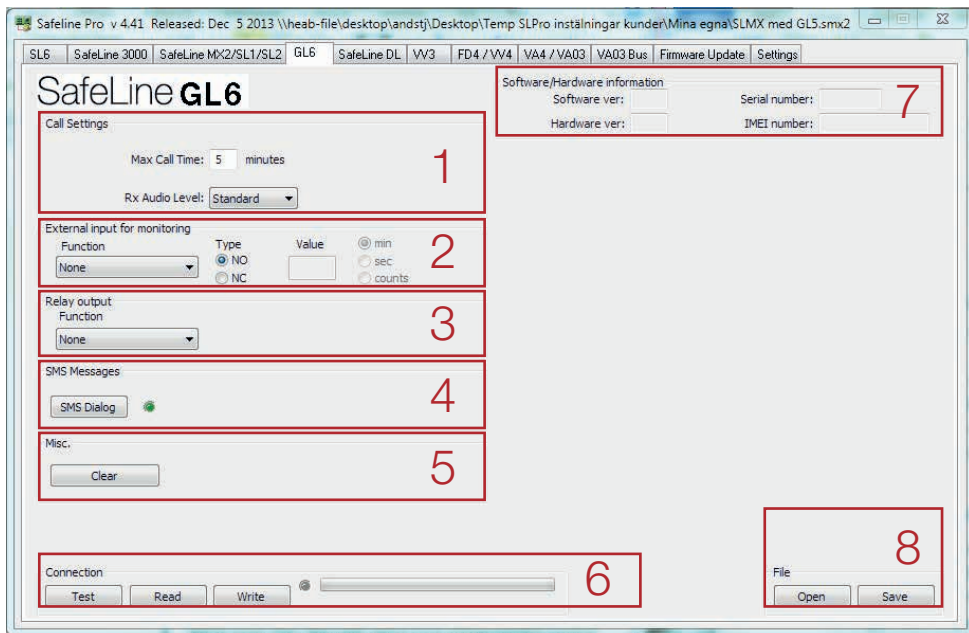 Safeline Pro v 4.41 Released: Dec 5 2013 \\heab-file\desktop\andstj\Desktop\Temp SLPro inställningar kunder\Mina egna\SLMX med GL5.smx2
SL6 SafeLine 3000 SafeLine MX2/SL1/SL2 GL6 SafeLine DL VV3 FD4 / VV4 VA4 / VA03 VA03 Bus Firmware Update Settings
SafeLine GL6
Call Settings
Max Call Time: 5 minutes
Rx Audio Level: Standard
1
External input for monitoring
Function Type Value
None NO NC min sec counts
2
Relay output
Function
None
3
SMS Messages
SMS Dialog
4
Misc.
Clear
5
Connection
Test Read Write
6
Software/Hardware information
Software ver: Serial number:
Hardware ver: IMEI number:
7
File
Open Save
8